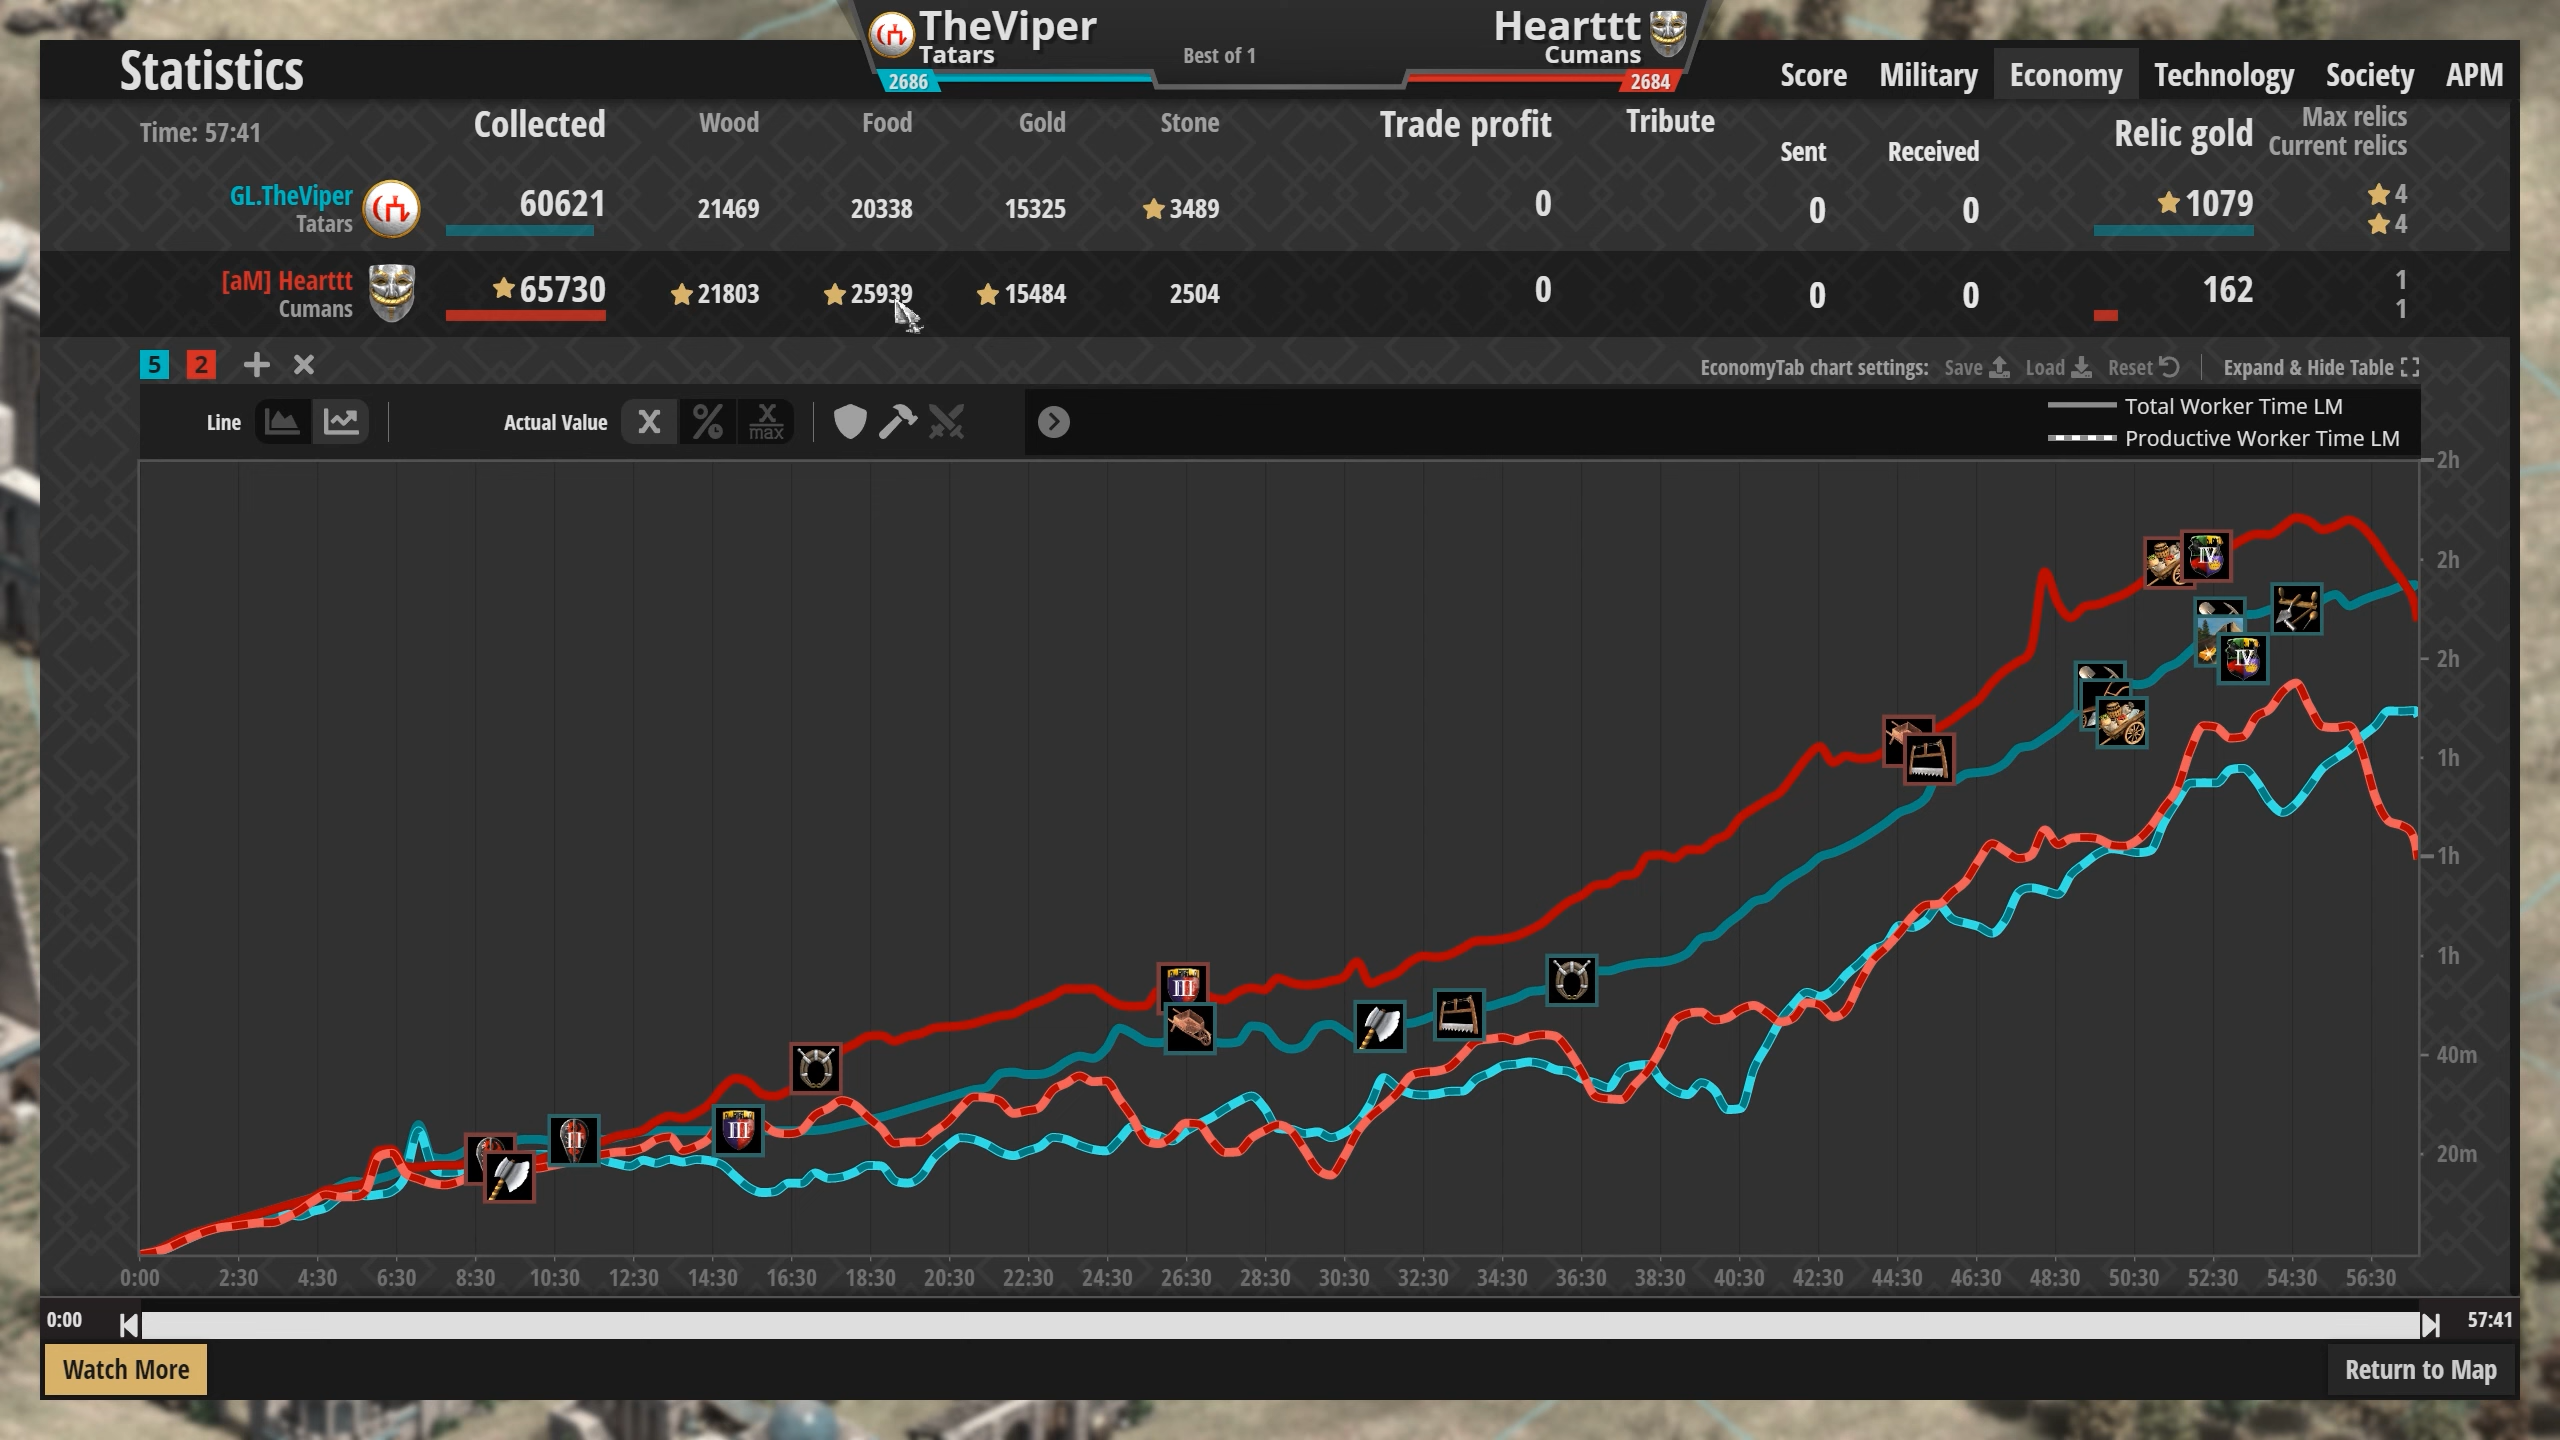 TheViper
Tatars
2686
Best of 1
Hearttt
Cumans
2684
Statistics
Score Military Economy Technology Society APM
Time: 57:41
Collected Wood Food Gold Stone Trade profit Tribute Sent Received Relic gold Max relics Current relics
GL.TheViper
Tatars
60621 21469 20338 15325 3489 0 0 0 1079 4 4
[aM] Hearttt
Cumans
65730 21803 25939 15484 2504 0 0 0 162 1 1
5 2
EconomyTab chart settings: Save Load Reset | Expand & Hide Table
Line Actual Value X % X max
Total Worker Time LM
Productive Worker Time LM
2h
2h
2h
1h
1h
1h
40m
20m
IV
IV
III
III
II
0:00 2:30 4:30 6:30 8:30 10:30 12:30 14:30 16:30 18:30 20:30 22:30 24:30 26:30 28:30 30:30 32:30 34:30 36:30 38:30 40:30 42:30 44:30 46:30 48:30 50:30 52:30 54:30 56:30
0:00 57:41
Watch More Return to Map